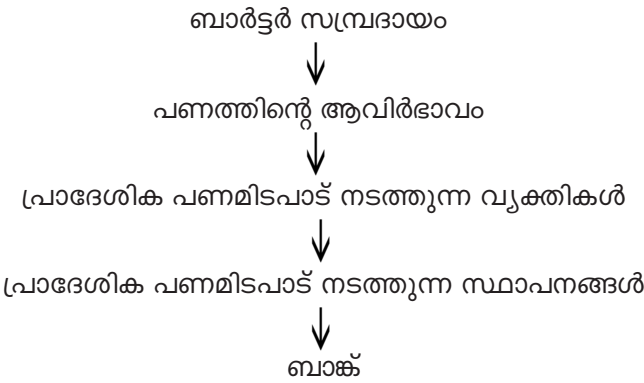 ബാർട്ടർ സമ്പ്രദായം
പണത്തിന്റെ ആവിർഭാവം
പ്രാദേശിക പണമിടപാട് നടത്തുന്ന വ്യക്തികൾ
പ്രാദേശിക പണമിടപാട് നടത്തുന്ന സ്ഥാപനങ്ങൾ
ബാങ്ക്